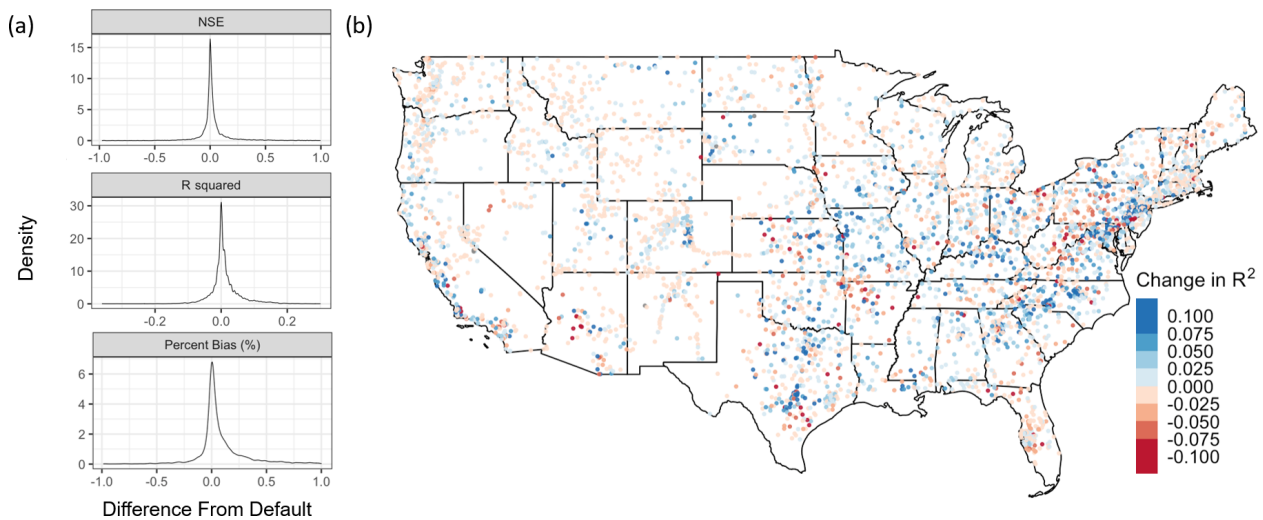 (a)
NSE
15
10
5
0
-1.0 -0.5 0.0 0.5 1.0
R squared
30
20
10
0
-0.2 0.0 0.2
Percent Bias (%)
6
4
2
0
-1.0 -0.5 0.0 0.5 1.0
Density
Difference From Default
(b)
Change in R²
0.100
0.075
0.050
0.025
0.000
-0.025
-0.050
-0.075
-0.100